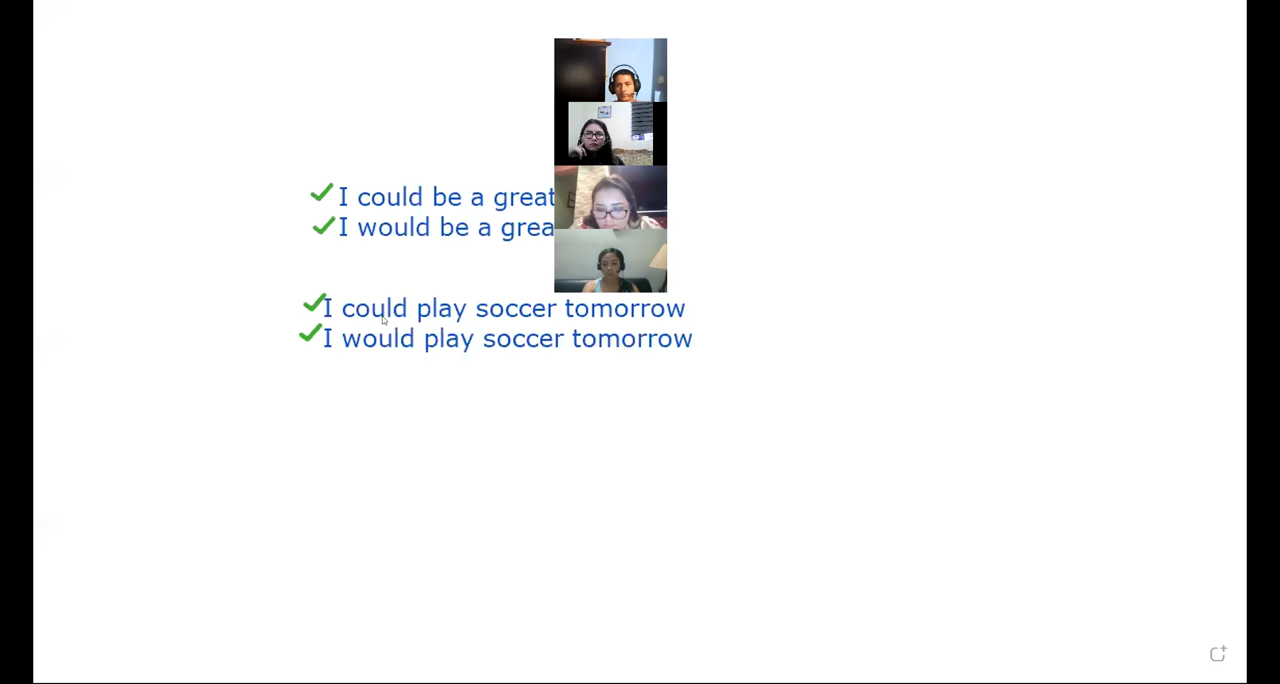 I could be a great
I would be a grea
I could play soccer tomorrow
I would play soccer tomorrow